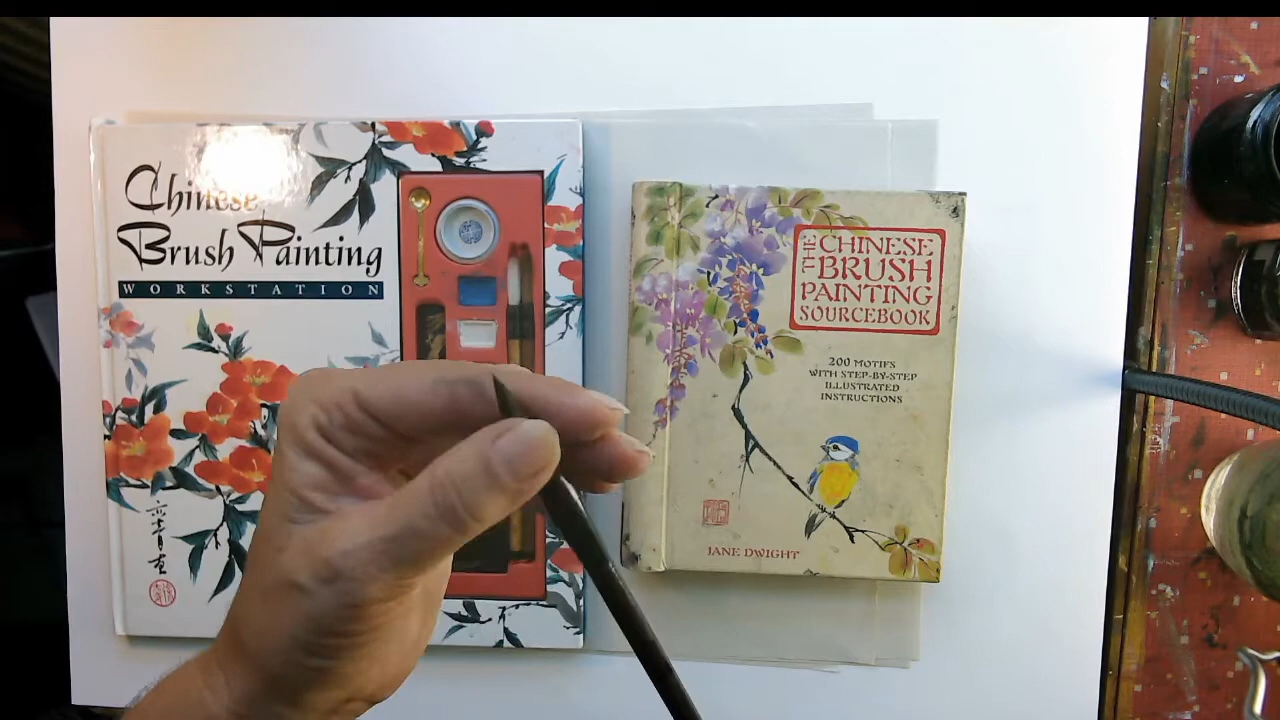 Chinese
Brush Painting
WORKSTATION
THE CHINESE
BRUSH
PAINTING
SOURCEBOOK
200 MOTIFS
WITH STEP-BY-STEP
ILLUSTRATED
INSTRUCTIONS
JANE DWIGHT